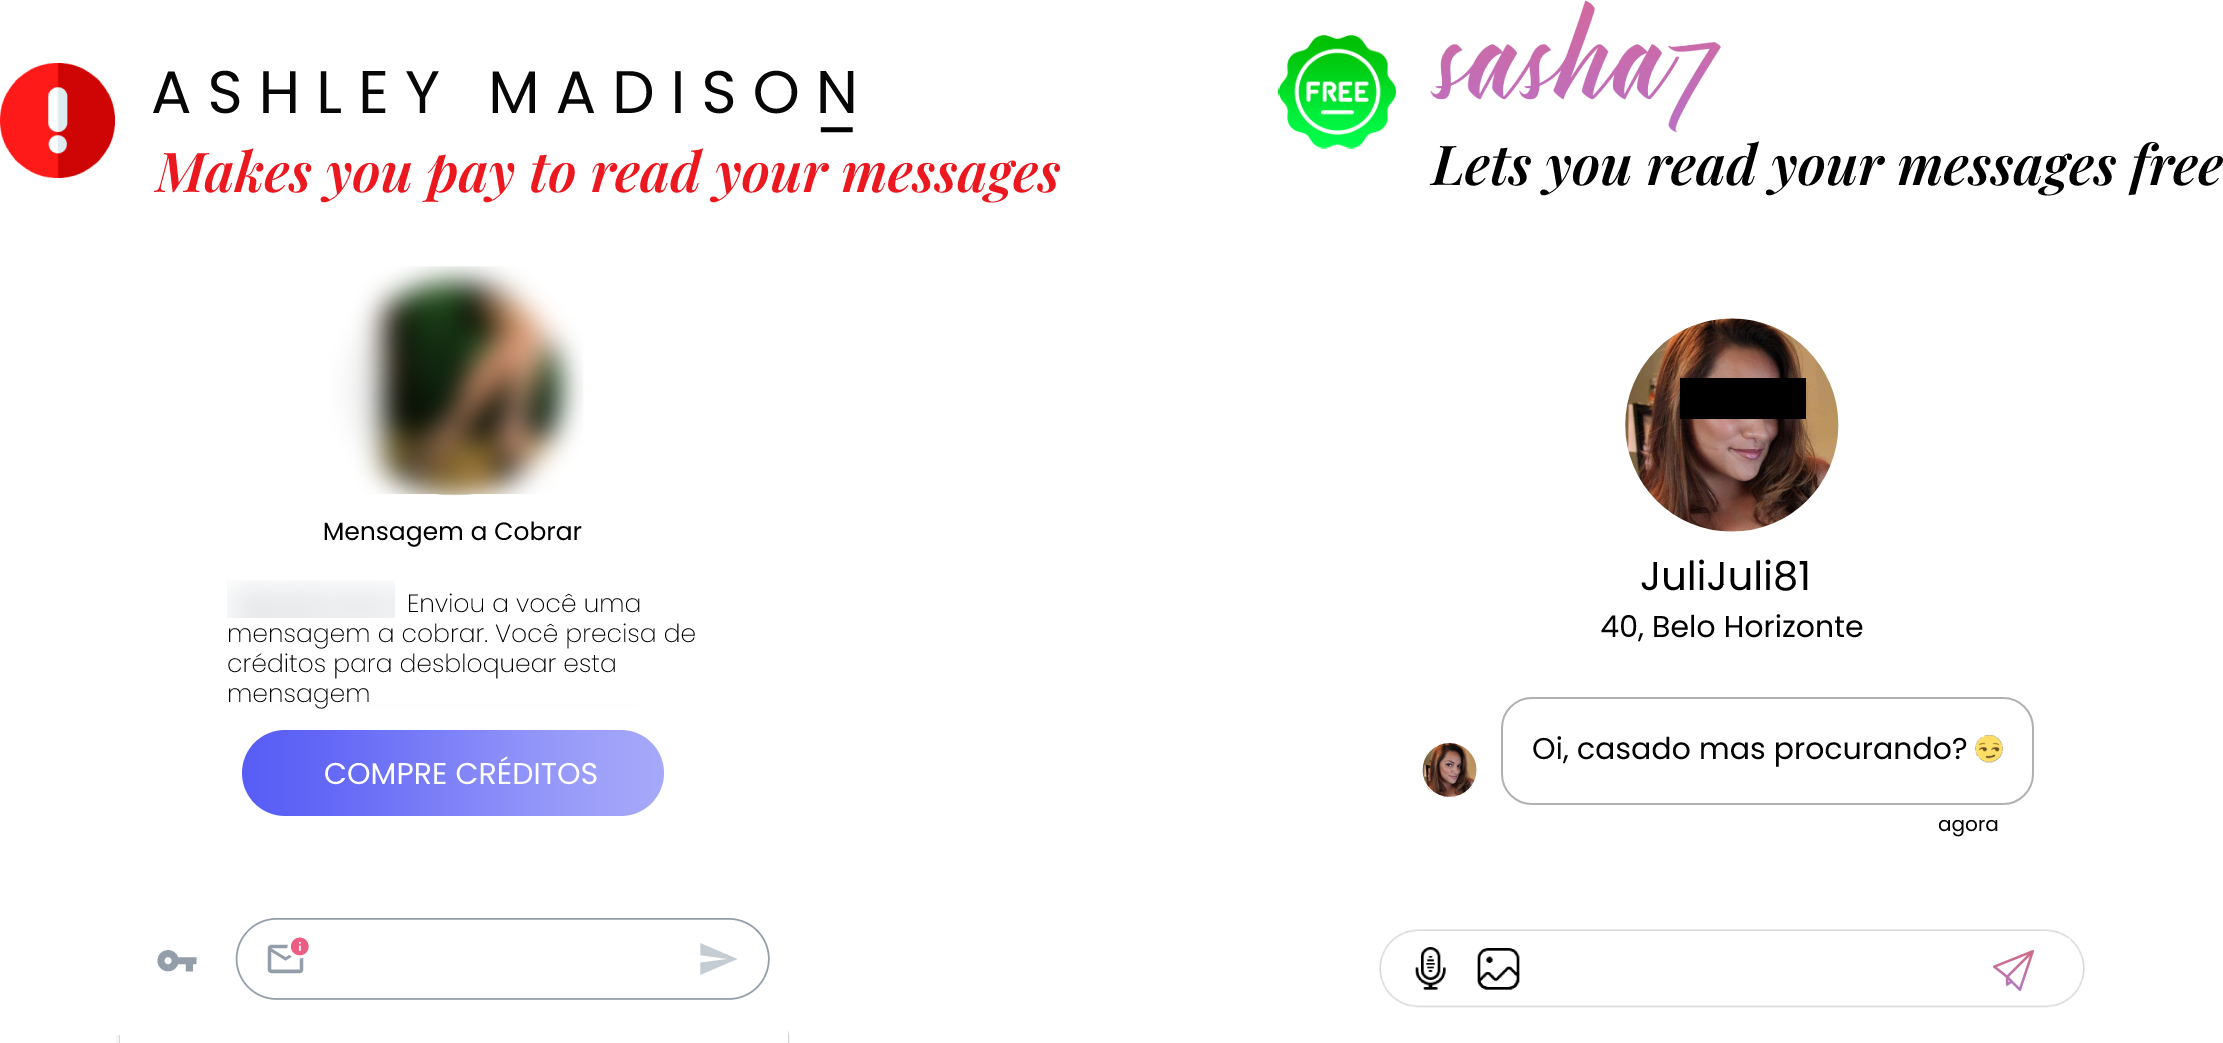 ASHLEY MADISON
Makes you pay to read your messages
Mensagem a Cobrar
Enviou a você uma
mensagem a cobrar. Você precisa de
créditos para desbloquear esta
mensagem
COMPRE CRÉDITOS
FREE
sasha7
Lets you read your messages free
JuliJuli81
40, Belo Horizonte
Oi, casado mas procurando? 😏
agora